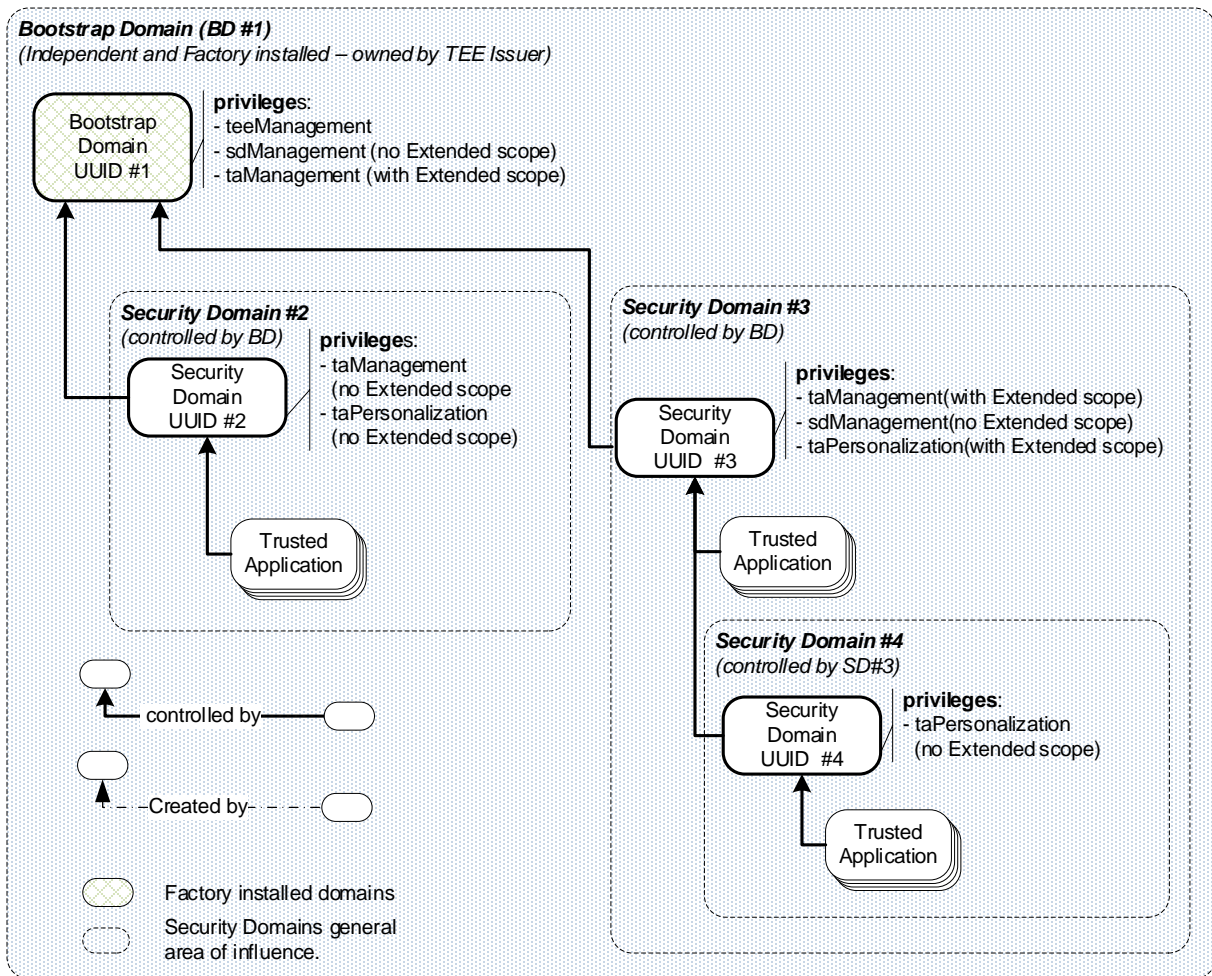 Bootstrap Domain (BD #1)
(Independent and Factory installed – owned by TEE Issuer)
Bootstrap
Domain
UUID #1
privileges:
- teeManagement
- sdManagement (no Extended scope)
- taManagement (with Extended scope)
Security Domain #2
(controlled by BD)
Security
Domain
UUID #2
privileges:
- taManagement
(no Extended scope
- taPersonalization
(no Extended scope)
Trusted
Application
Security Domain #3
(controlled by BD)
Security
Domain
UUID #3
privileges:
- taManagement(with Extended scope)
- sdManagement(no Extended scope)
- taPersonalization(with Extended scope)
Trusted
Application
Security Domain #4
(controlled by SD#3)
Security
Domain
UUID #4
privileges:
- taPersonalization
(no Extended scope)
Trusted
Application
controlled by
Created by
Factory installed domains
Security Domains general
area of influence.